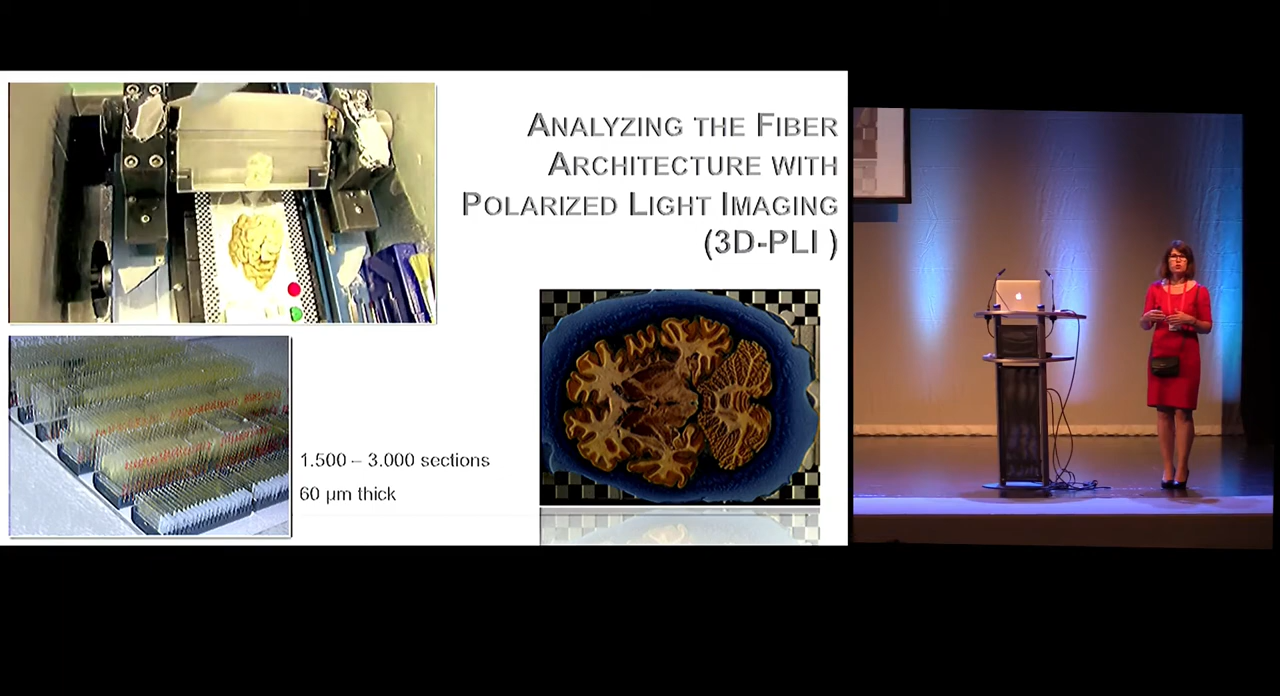 ANALYZING THE FIBER
ARCHITECTURE WITH
POLARIZED LIGHT IMAGING
(3D-PLI )
1.500 – 3.000 sections
60 µm thick